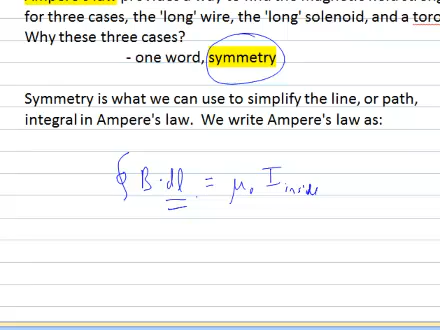 Ampere's law provides a way to find the magnetic field
for three cases, the 'long' wire, the 'long' solenoid, and a
Why these three cases?
- one word, symmetry
Symmetry is what we can use to simplify the line, or path,
integral in Ampere's law. We write Ampere's law as:
∮ B · dl = μ₀ I inside